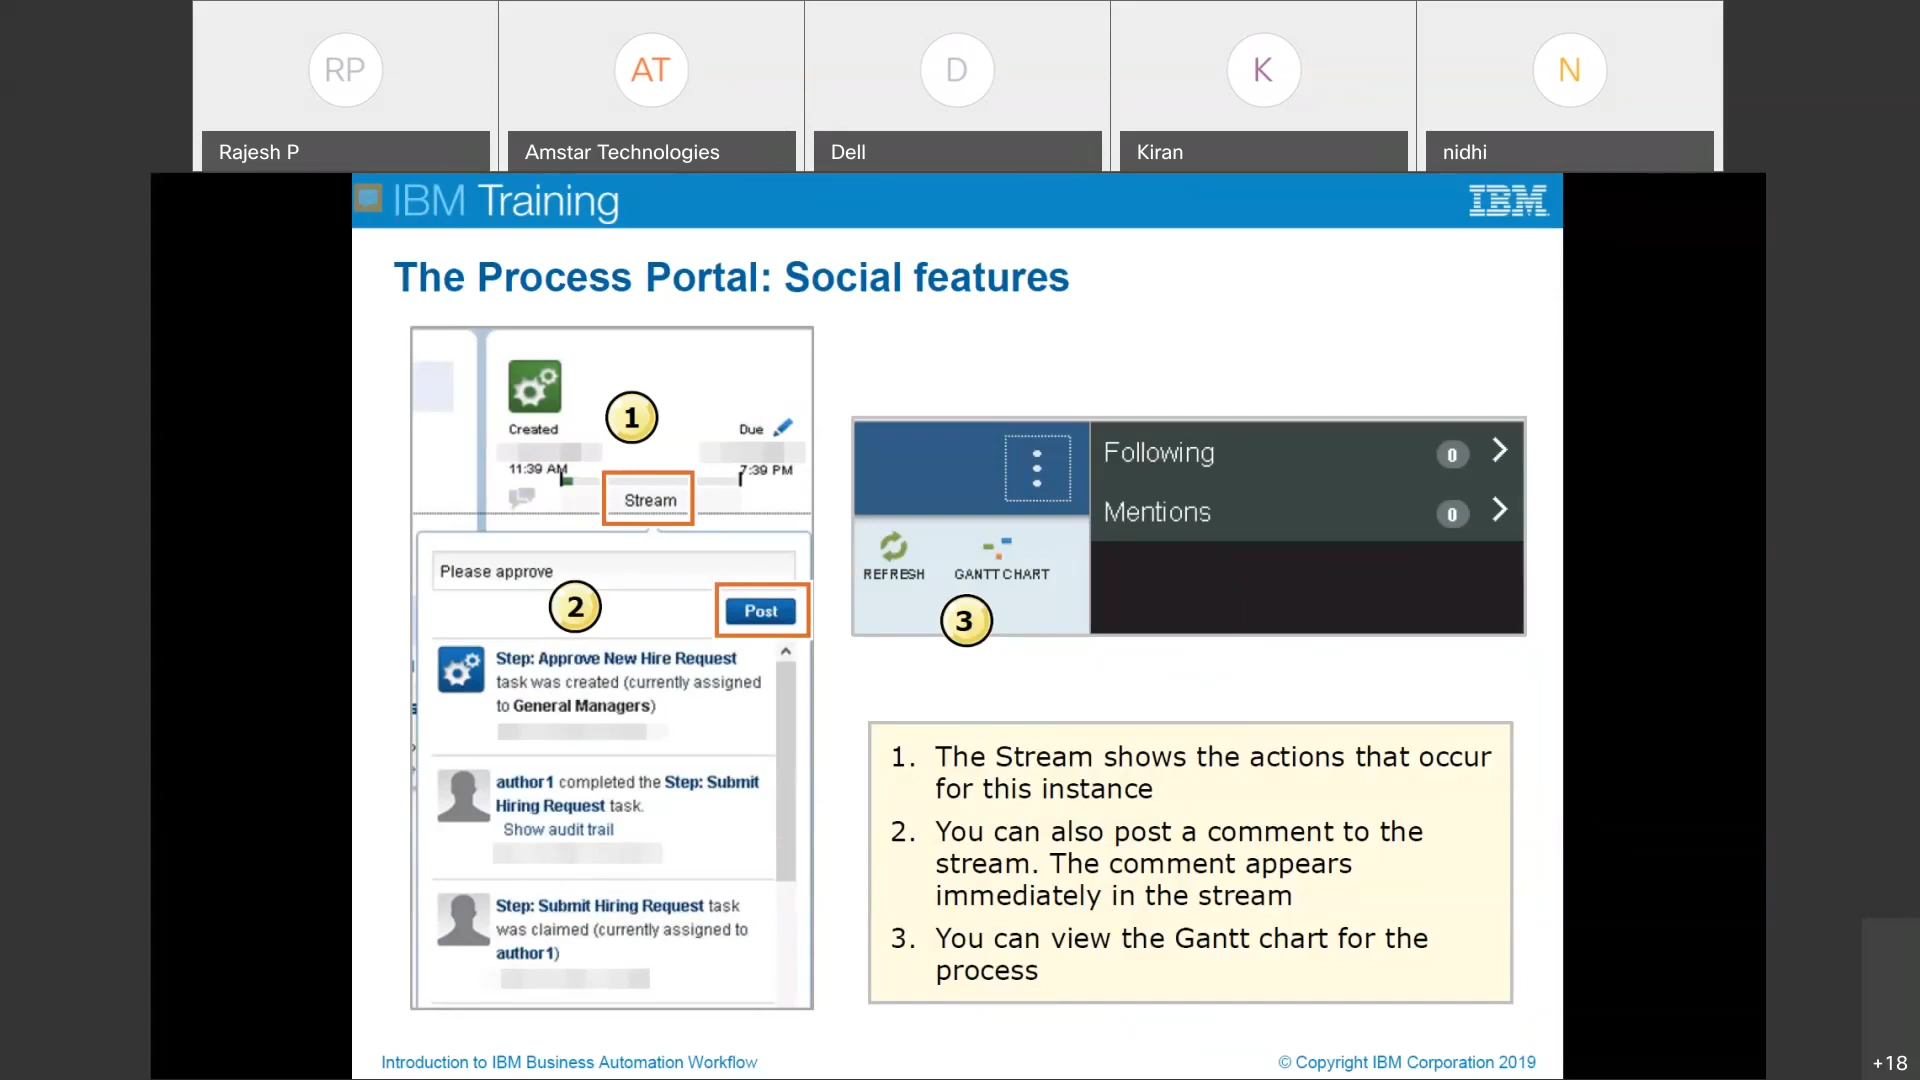 RP
AT
D
K
N
Rajesh P
Amstar Technologies
Dell
Kiran
nidhi
IBM Training
IBM
The Process Portal: Social features
Created
1
Due
11:39 AM
7:39 PM
Stream
Please approve
2
Post
Step: Approve New Hire Request
task was created (currently assigned
to General Managers)
author1 completed the Step: Submit
Hiring Request task.
Show audit trail
Step: Submit Hiring Request task
was claimed (currently assigned to
author1)
Following 0
Mentions 0
REFRESH GANTT CHART
3
1. The Stream shows the actions that occur
for this instance
2. You can also post a comment to the
stream. The comment appears
immediately in the stream
3. You can view the Gantt chart for the
process
Introduction to IBM Business Automation Workflow
© Copyright IBM Corporation 2019
+18